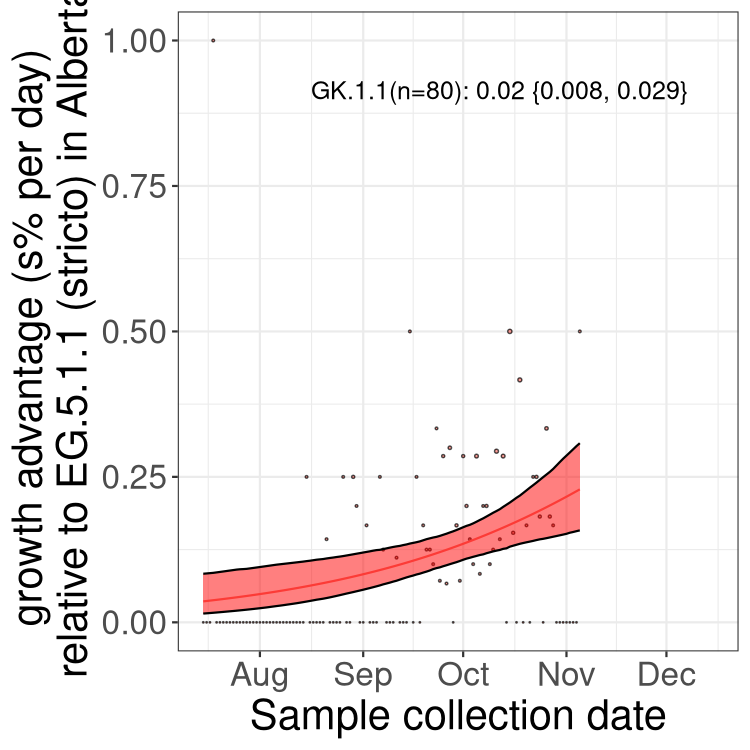 growth advantage (s% per day)
relative to EG.5.1.1 (stricto) in Alberta
1.00
0.75
0.50
0.25
0.00
GK.1.1(n=80): 0.02 {0.008, 0.029}
Aug Sep Oct Nov Dec
Sample collection date